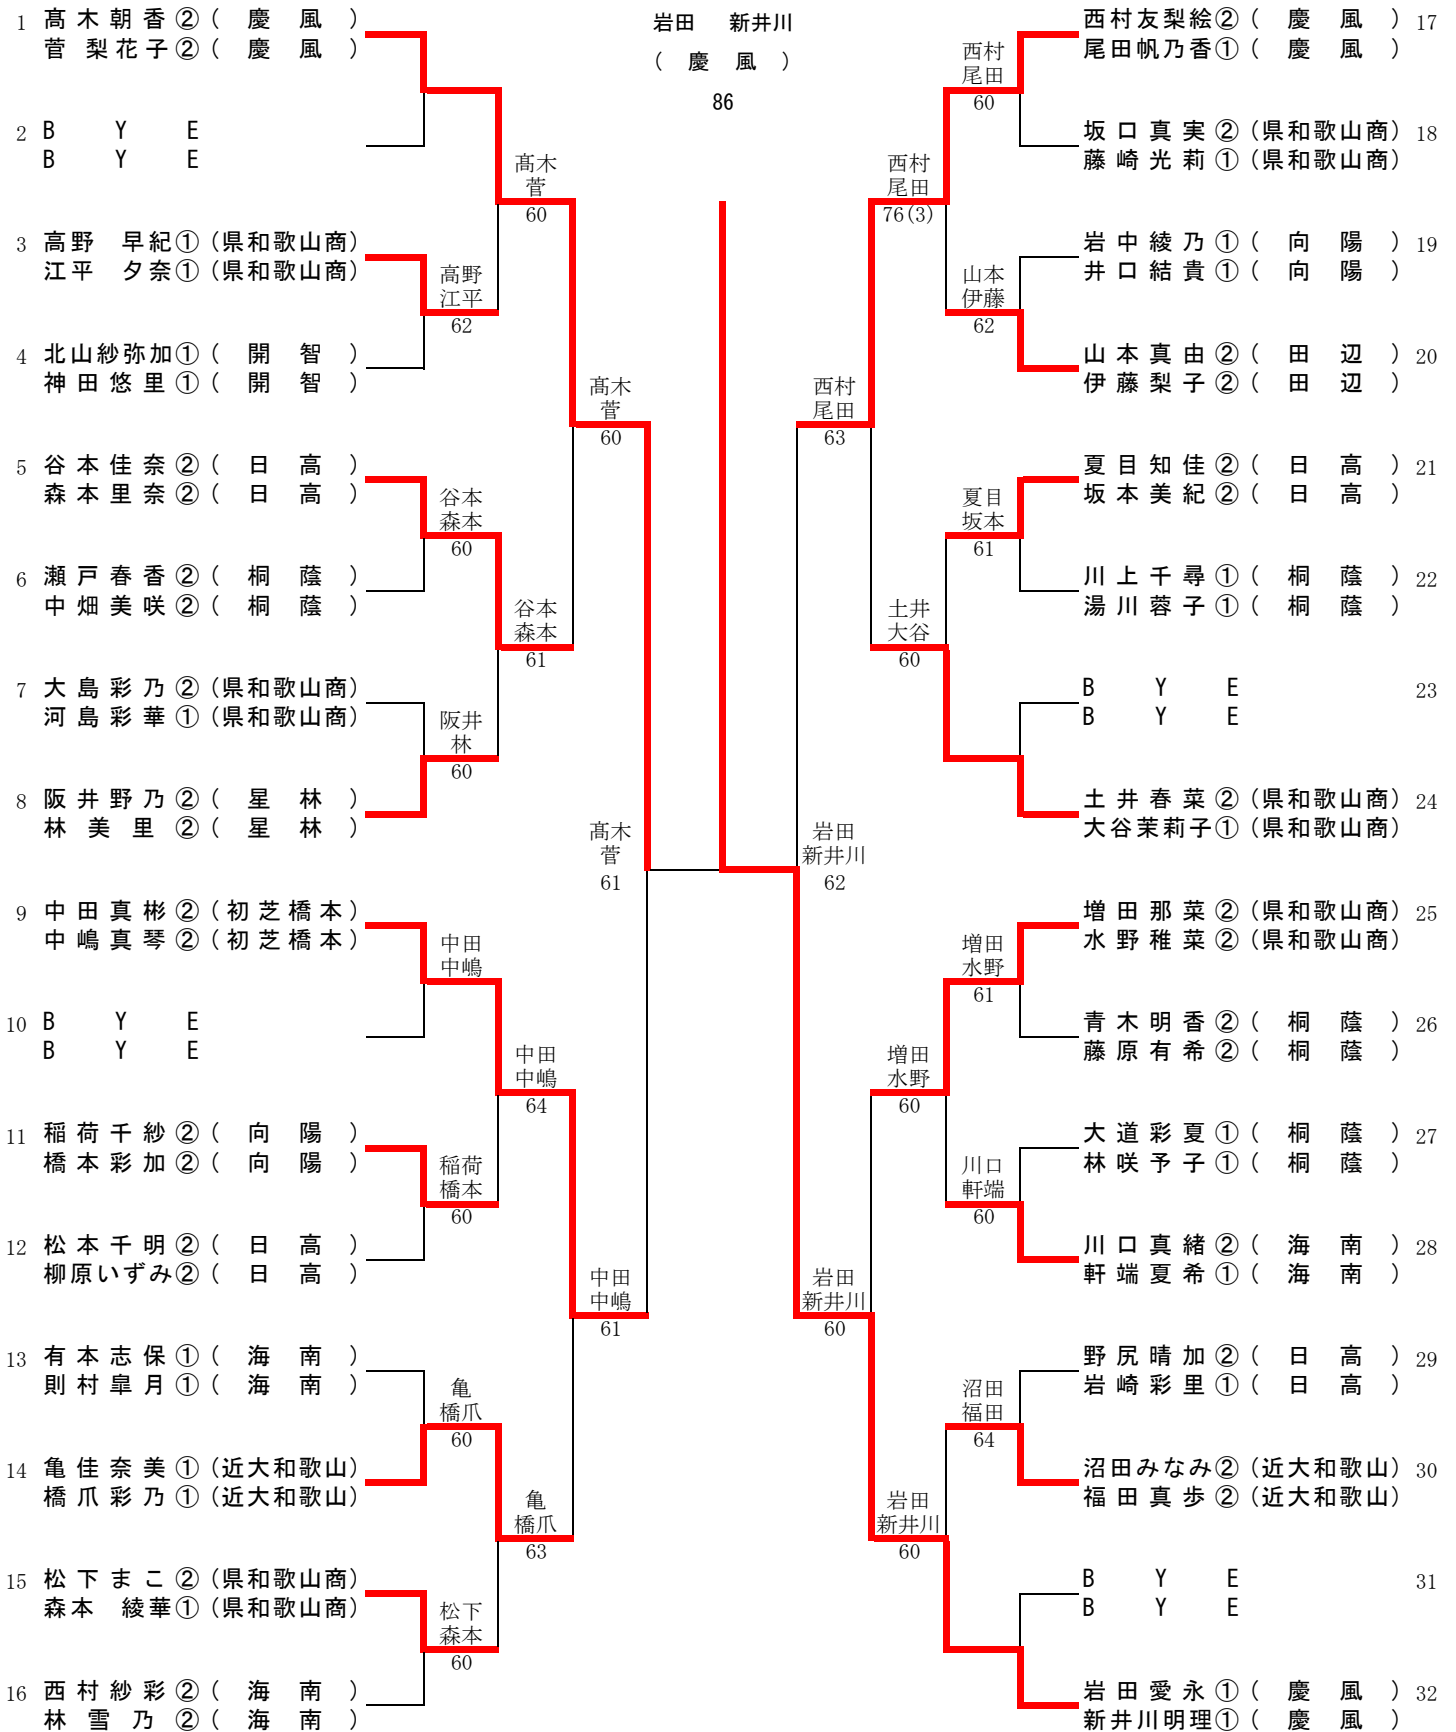 岩田　新井川
（ 慶 風 ）
86
1 髙木朝香②（ 慶 風 ）
菅 梨花子②（ 慶 風 ）
2 B Y E
B Y E
3 高野 早紀①（県和歌山商）
江平 夕奈①（県和歌山商）
4 北山紗弥加①（ 開 智 ）
神田悠里①（ 開 智 ）
5 谷本佳奈②（ 日 高 ）
森本里奈②（ 日 高 ）
6 瀬戸春香②（ 桐 蔭 ）
中畑美咲②（ 桐 蔭 ）
7 大島彩乃②（県和歌山商）
河島彩華①（県和歌山商）
8 阪井野乃②（ 星 林 ）
林 美里②（ 星 林 ）
9 中田真彬②（初芝橋本）
中嶋真琴②（初芝橋本）
10 B Y E
B Y E
11 稲荷千紗②（ 向 陽 ）
橋本彩加②（ 向 陽 ）
12 松本千明②（ 日 高 ）
柳原いずみ②（ 日 高 ）
13 有本志保①（ 海 南 ）
則村皐月①（ 海 南 ）
14 亀佳奈美①（近大和歌山）
橋爪彩乃①（近大和歌山）
15 松下まこ②（県和歌山商）
森本 綾華①（県和歌山商）
16 西村紗彩②（ 海 南 ）
林 雪乃②（ 海 南 ）
高野
江平
62
谷本
森本
60
阪井
林
60
中田
中嶋
稲荷
橋本
60
亀
橋爪
60
松下
森本
60
髙木
菅
60
谷本
森本
61
中田
中嶋
64
亀
橋爪
63
髙木
菅
60
中田
中嶋
61
髙木
菅
61
岩田
新井川
62
西村
尾田
63
岩田
新井川
60
西村
尾田
76(3)
土井
大谷
60
増田
水野
60
岩田
新井川
60
西村
尾田
60
山本
伊藤
62
夏目
坂本
61
増田
水野
61
川口
軒端
60
沼田
福田
64
西村友梨絵②（ 慶 風 ） 17
尾田帆乃香①（ 慶 風 ）
坂口真実②（県和歌山商） 18
藤崎光莉①（県和歌山商）
岩中綾乃①（ 向 陽 ） 19
井口結貴①（ 向 陽 ）
山本真由②（ 田 辺 ） 20
伊藤梨子②（ 田 辺 ）
夏目知佳②（ 日 高 ） 21
坂本美紀②（ 日 高 ）
川上千尋①（ 桐 蔭 ） 22
湯川蓉子①（ 桐 蔭 ）
B Y E 23
B Y E
土井春菜②（県和歌山商） 24
大谷茉莉子①（県和歌山商）
増田那菜②（県和歌山商） 25
水野稚菜②（県和歌山商）
青木明香②（ 桐 蔭 ） 26
藤原有希②（ 桐 蔭 ）
大道彩夏①（ 桐 蔭 ） 27
林咲予子①（ 桐 蔭 ）
川口真緒②（ 海 南 ） 28
軒端夏希①（ 海 南 ）
野尻晴加②（ 日 高 ） 29
岩崎彩里①（ 日 高 ）
沼田みなみ②（近大和歌山） 30
福田真歩②（近大和歌山）
B Y E 31
B Y E
岩田愛永①（ 慶 風 ） 32
新井川明理①（ 慶 風 ）